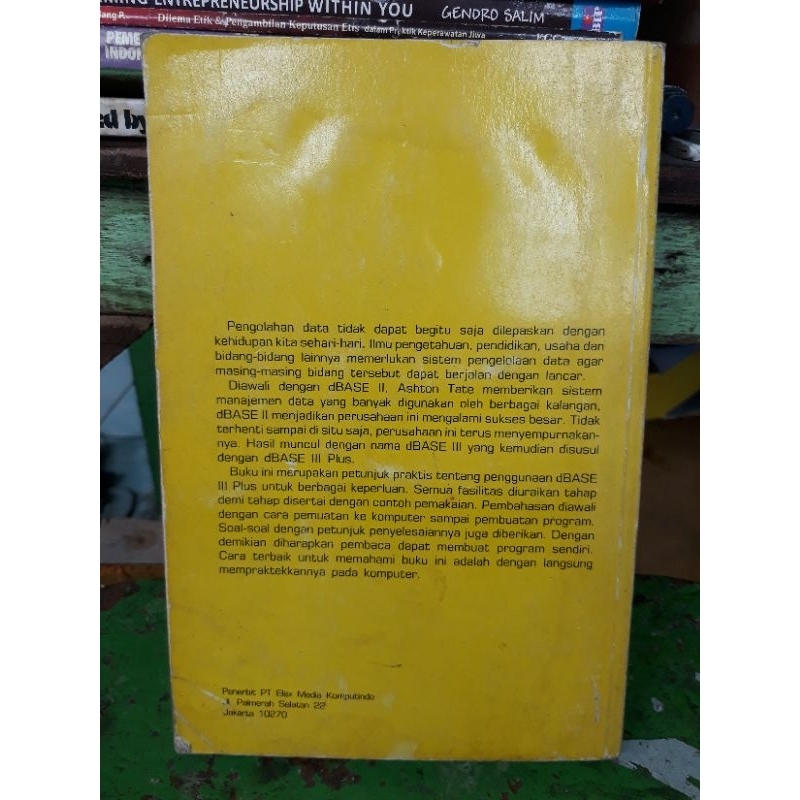 ENTREPRENEURSHIP WITHIN YOU GENDRO SALIM
Dilema Etik & Pengambilan Keputusan Etis dalam Praktik Keperawatan Jiwa
PEME
INDON
ed by
Pengolahan data tidak dapat begitu saja dilepaskan dengan
kehidupan kita sehari-hari. Ilmu pengetahuan, pendidikan, usaha dan
bidang-bidang lainnya memerlukan sistem pengelolaan data agar
masing-masing bidang tersebut dapat berjalan dengan lancar.
Diawali dengan dBASE II, Ashton Tate memberikan sistem
manajemen data yang banyak digunakan oleh berbagai kalangan,
dBASE II menjadikan perusahaan ini mengalami sukses besar. Tidak
terhenti sampai di situ saja, perusahaan ini terus menyempurnakan-
nya. Hasil muncul dengan nama dBASE III yang kemudian disusul
dengan dBASE III Plus.
Buku ini merupakan petunjuk praktis tentang penggunaan dBASE
III Plus untuk berbagai keperluan. Semua fasilitas diuraikan tahap
demi tahap disertai dengan contoh pemakaian. Pembahasan diawali
dengan cara pemuatan ke komputer sampai pembuatan program.
Soal-soal dengan petunjuk penyelesaiannya juga diberikan. Dengan
demikian diharapkan pembaca dapat membuat program sendiri.
Cara terbaik untuk memahami buku ini adalah dengan langsung
mempraktekkannya pada komputer.
Penerbit PT Elex Media Komputindo
Jl. Palmerah Selatan 22
Jakarta 10270